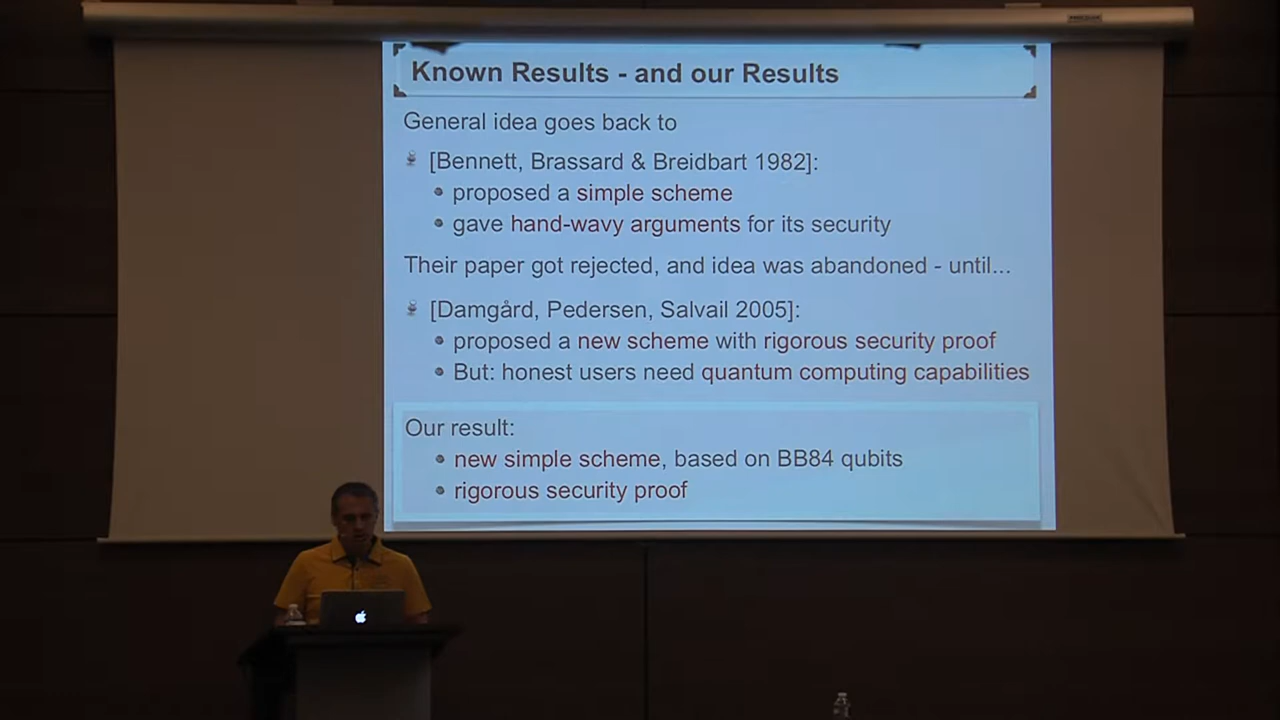 Known Results - and our Results
General idea goes back to
[Bennett, Brassard & Breidbart 1982]:
proposed a simple scheme
gave hand-wavy arguments for its security
Their paper got rejected, and idea was abandoned - until...
[Damgård, Pedersen, Salvail 2005]:
proposed a new scheme with rigorous security proof
But: honest users need quantum computing capabilities
Our result:
new simple scheme, based on BB84 qubits
rigorous security proof